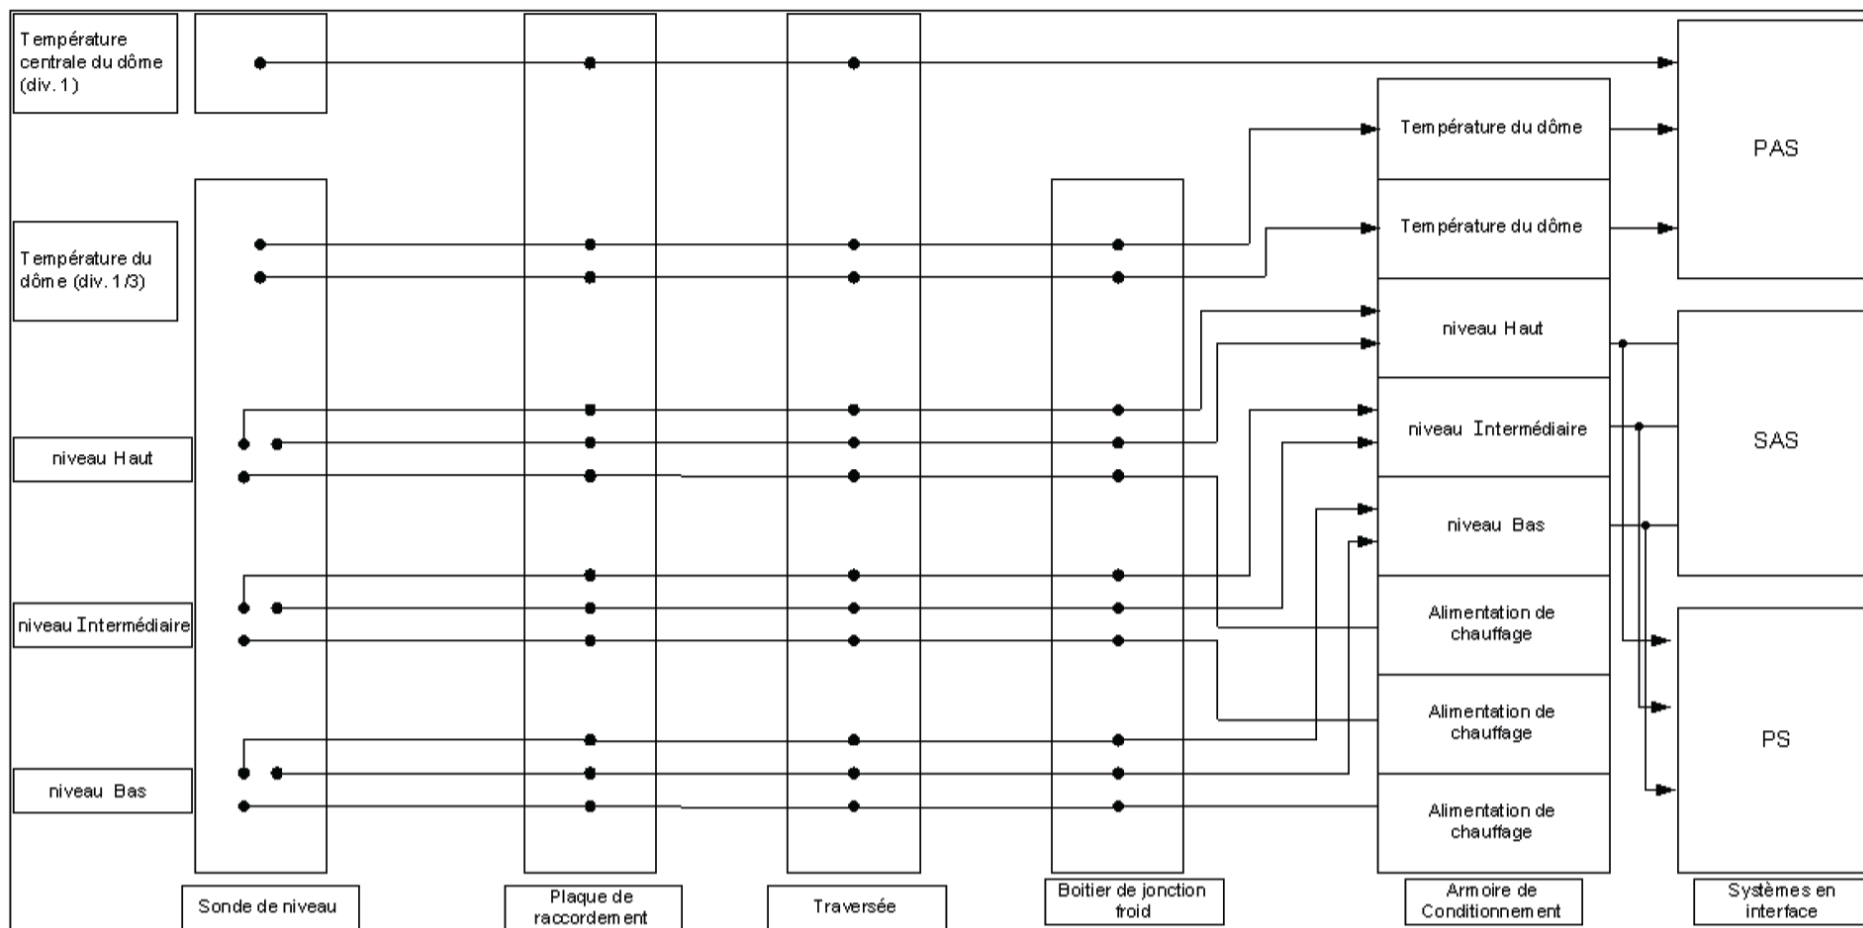 Température
centrale du dôme
(div. 1)
Température du dôme
PAS
Température du dôme
Température du
dôme (div. 1/3)
niveau Haut
niveau Intermédiaire
SAS
niveau Haut
niveau Bas
Alimentation de
chauffage
niveau Intermédiaire
Alimentation de
chauffage
PS
niveau Bas
Alimentation de
chauffage
Sonde de niveau
Plaque de
raccordement
Traversée
Boitier de jonction
froid
Armoire de
Conditionnement
Systèmes en
interface